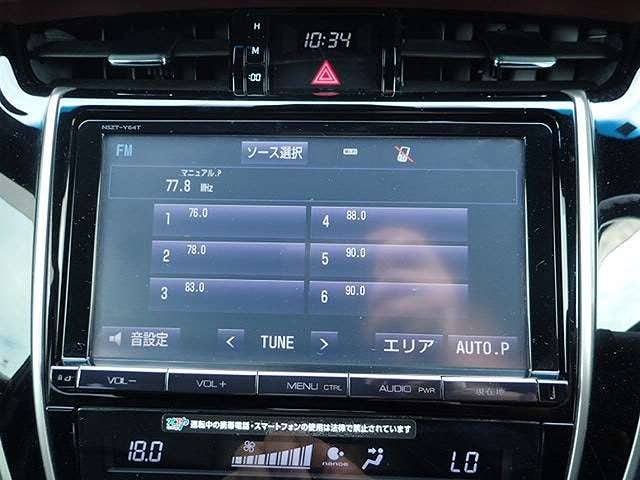 H
M
:00
10:34
NSZT-Y64T
FM
ソース選択
Wi-Fi
マニュアル.P
77.8 MHz
1 76.0
4 88.0
2 78.0
5 90.0
3 83.0
6 90.0
音設定
< TUNE >
エリア
AUTO.P
VOL−
VOL+
MENU CTRL
AUDIO PWR
現在地
運転中の携帯電話・スマートフォンの使用は法律で禁止されています
18.0
nanoe
LO